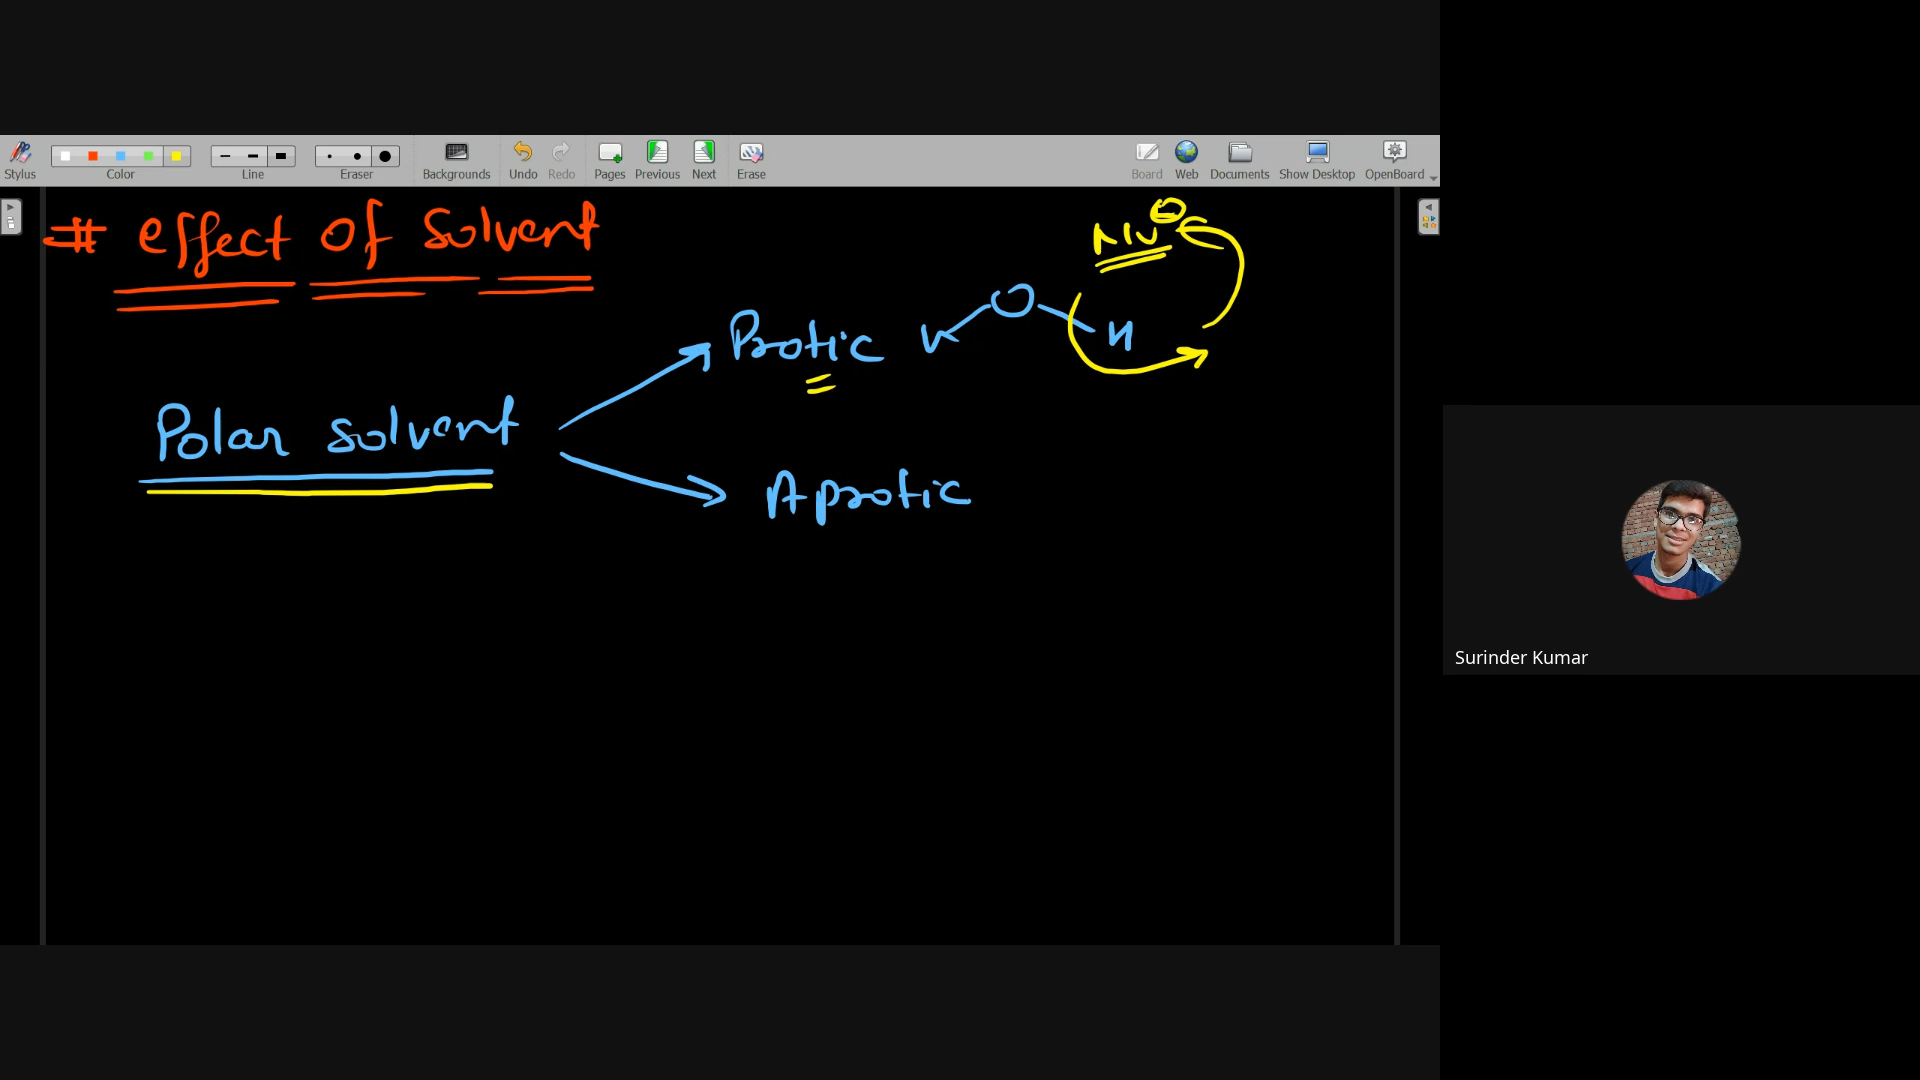 Stylus Color Line Eraser Backgrounds Undo Redo Pages Previous Next Erase Board Web Documents Show Desktop OpenBoard
# effect of solvent
Protic
O
H
Polar solvent
Aprotic
Surinder Kumar